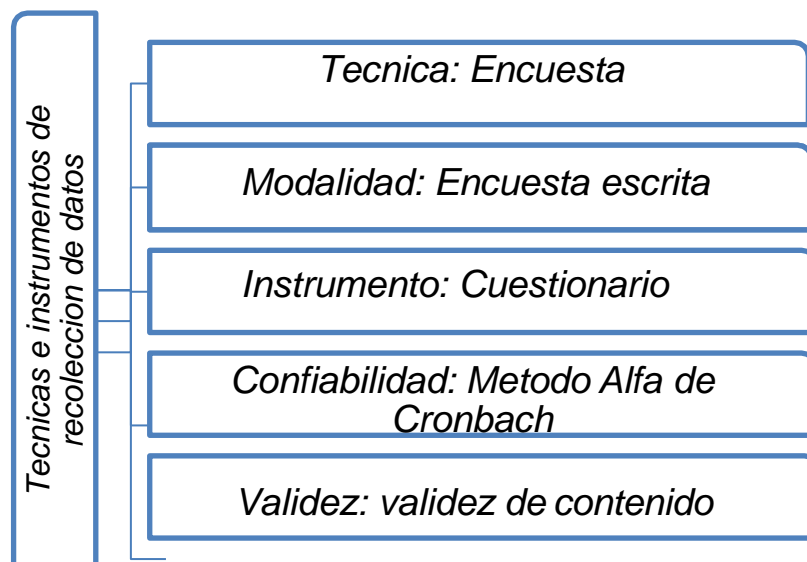 Tecnicas e instrumentos de
recoleccion de datos
Tecnica: Encuesta
Modalidad: Encuesta escrita
Instrumento: Cuestionario
Confiabilidad: Metodo Alfa de
Cronbach
Validez: validez de contenido